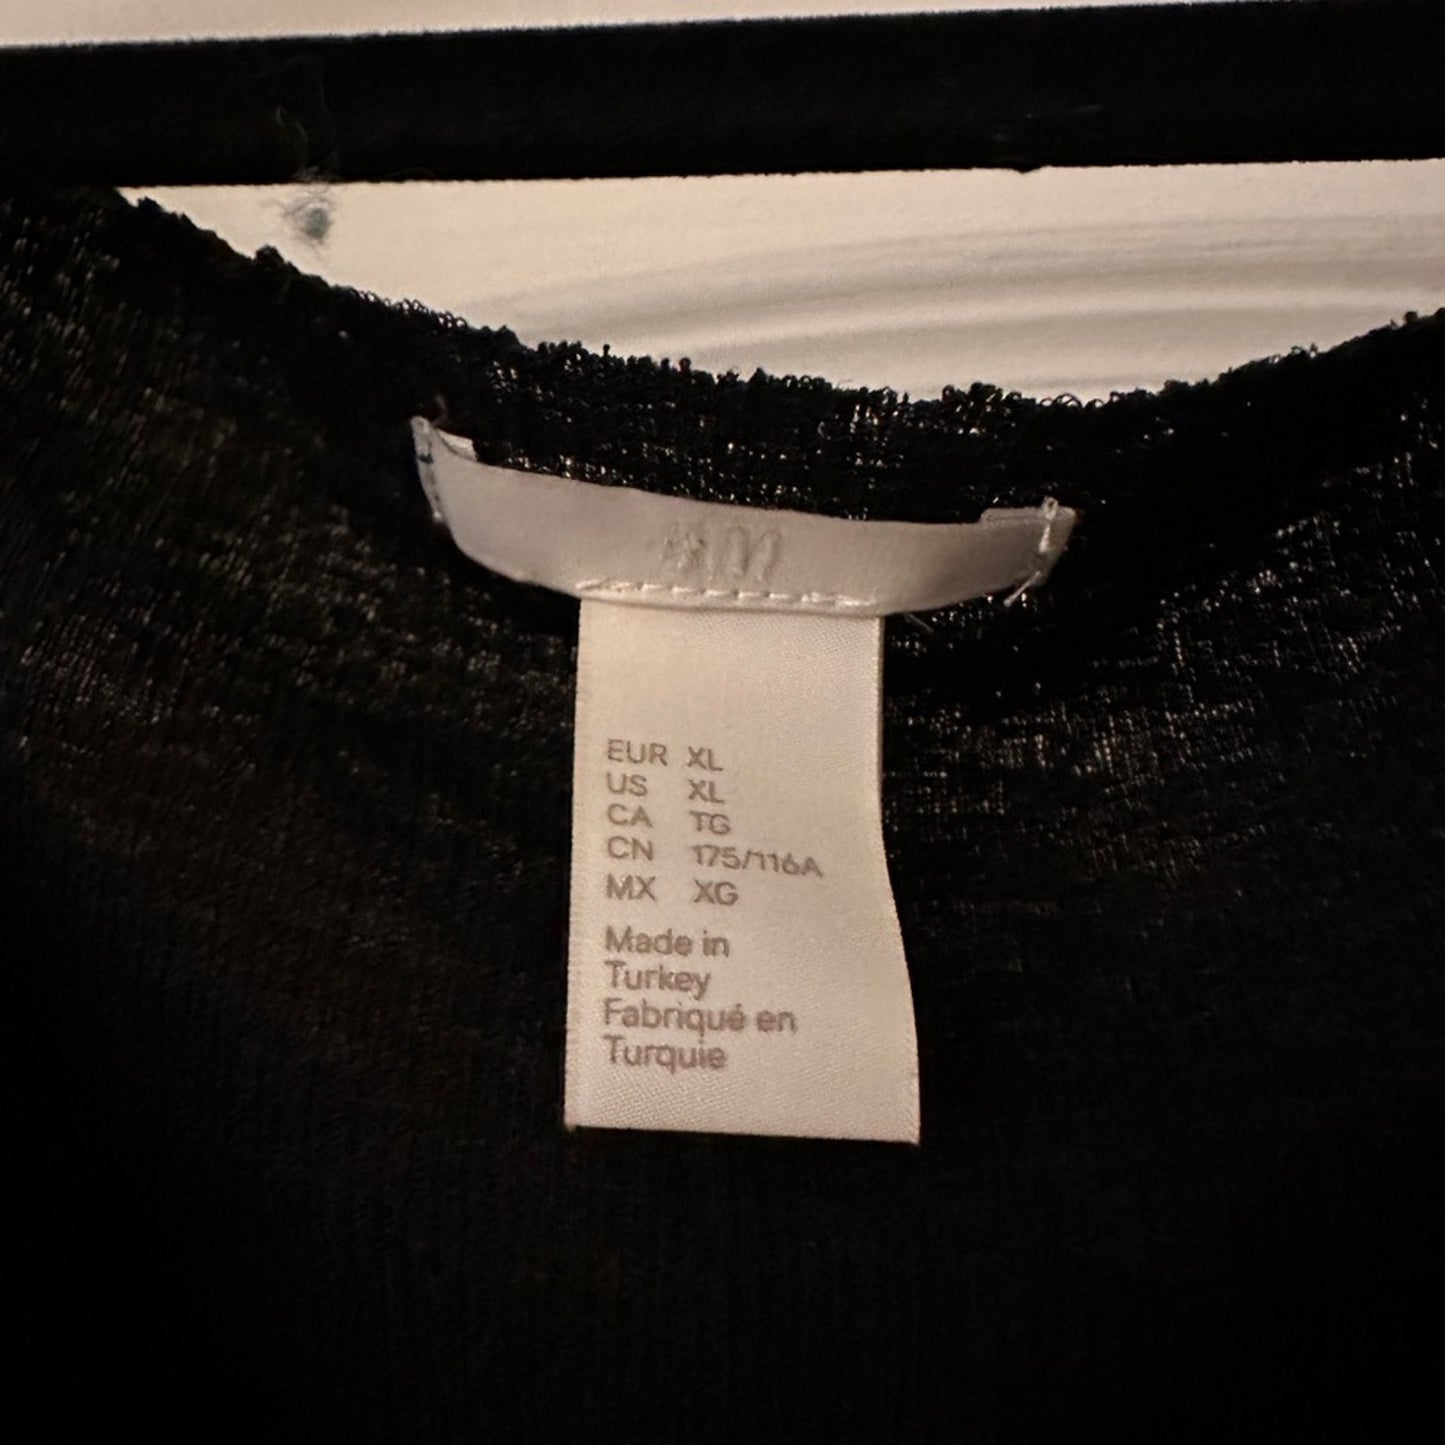 H&M
EUR XL
US XL
CA TG
CN 175/116A
MX XG
Made in
Turkey
Fabriqué en
Turquie